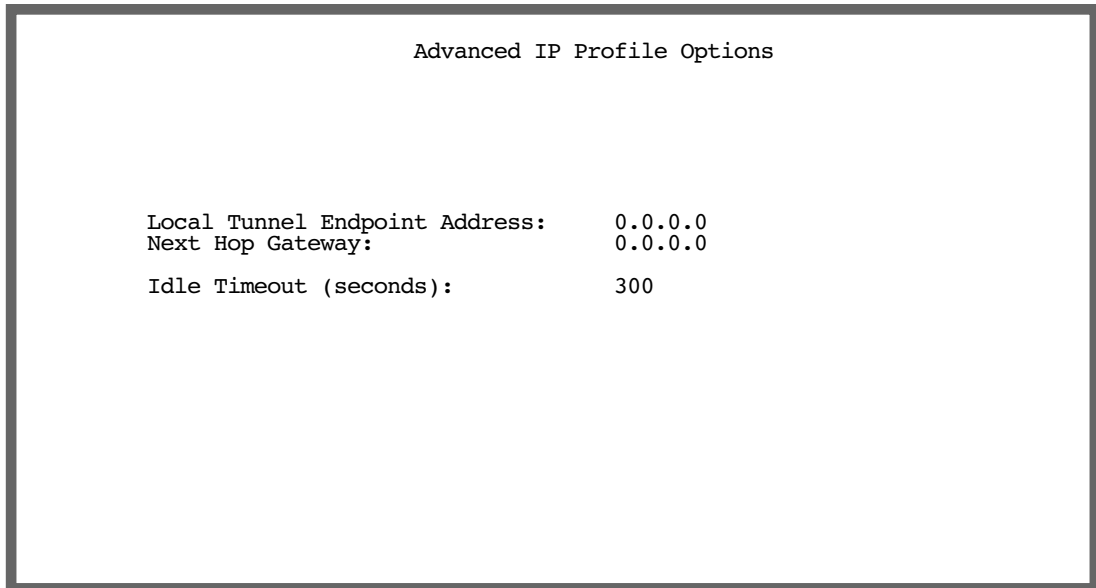 Advanced IP Profile Options
Local Tunnel Endpoint Address: 0.0.0.0
Next Hop Gateway: 0.0.0.0
Idle Timeout (seconds): 300